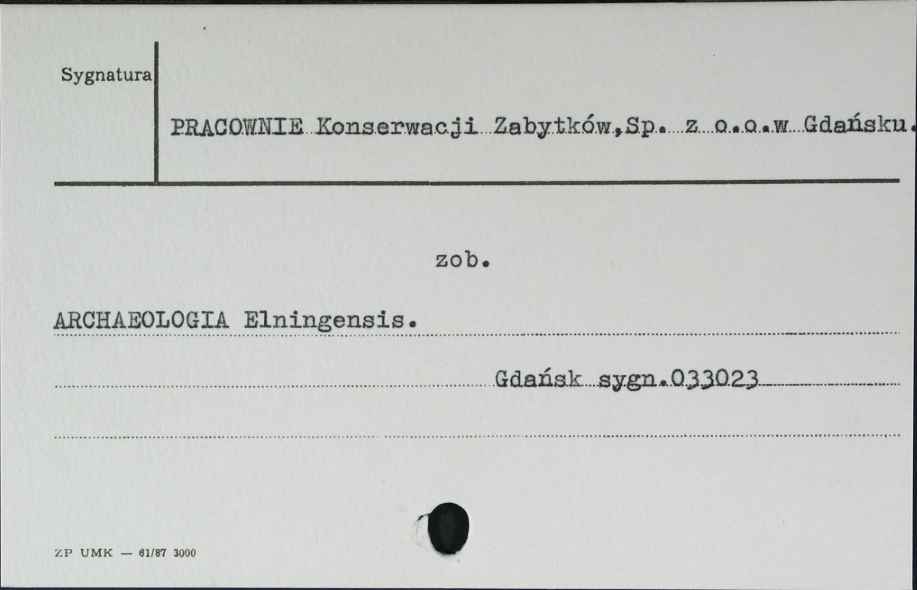 Sygnatura
PRACOWNIE Konserwacji Zabytków,Sp. z o.o.w Gdańsku.
zob.
ARCHAEOLOGIA Elningensis.
Gdańsk sygn.033023
ZP UMK — 61/87 3000